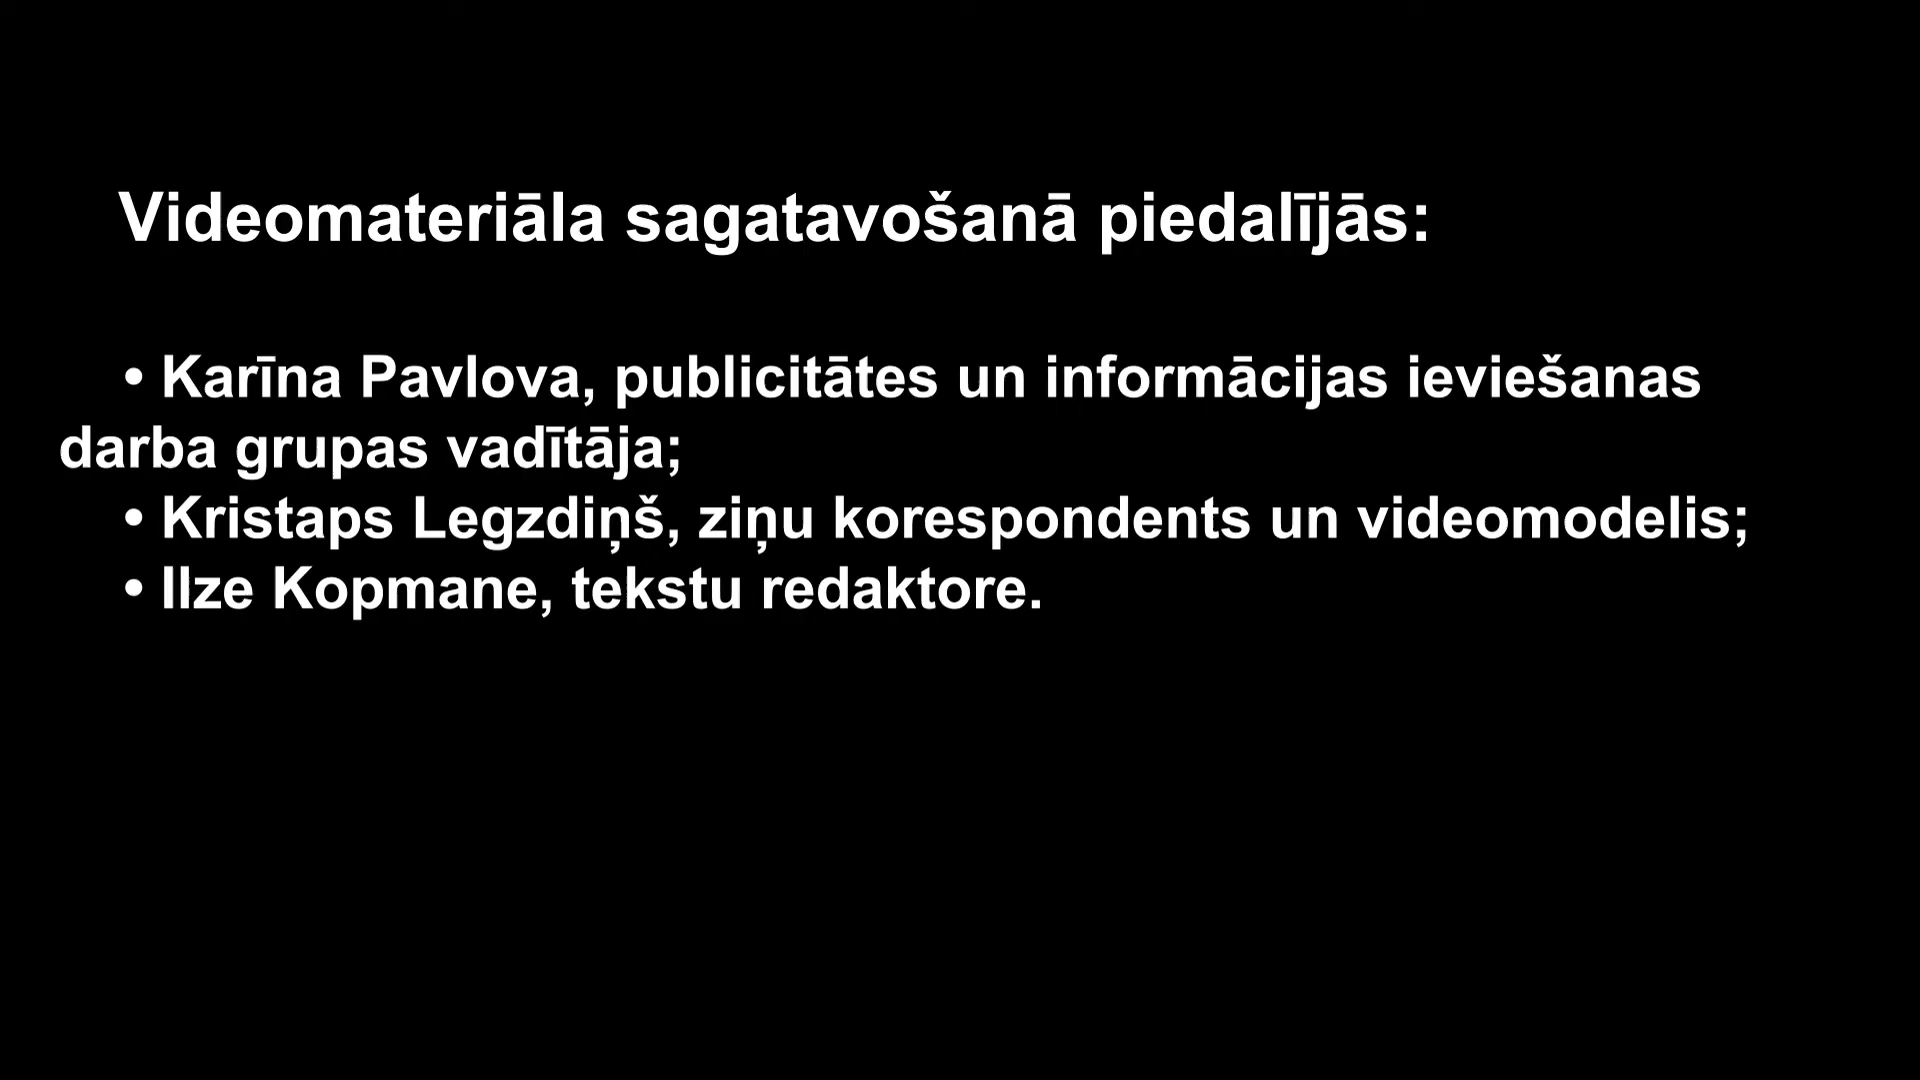 Videomateriāla sagatavošanā piedalījās:
• Karīna Pavlova, publicitātes un informācijas ieviešanas
darba grupas vadītāja;
• Kristaps Legzdiņš, ziņu korespondents un videomodelis;
• Ilze Kopmane, tekstu redaktore.